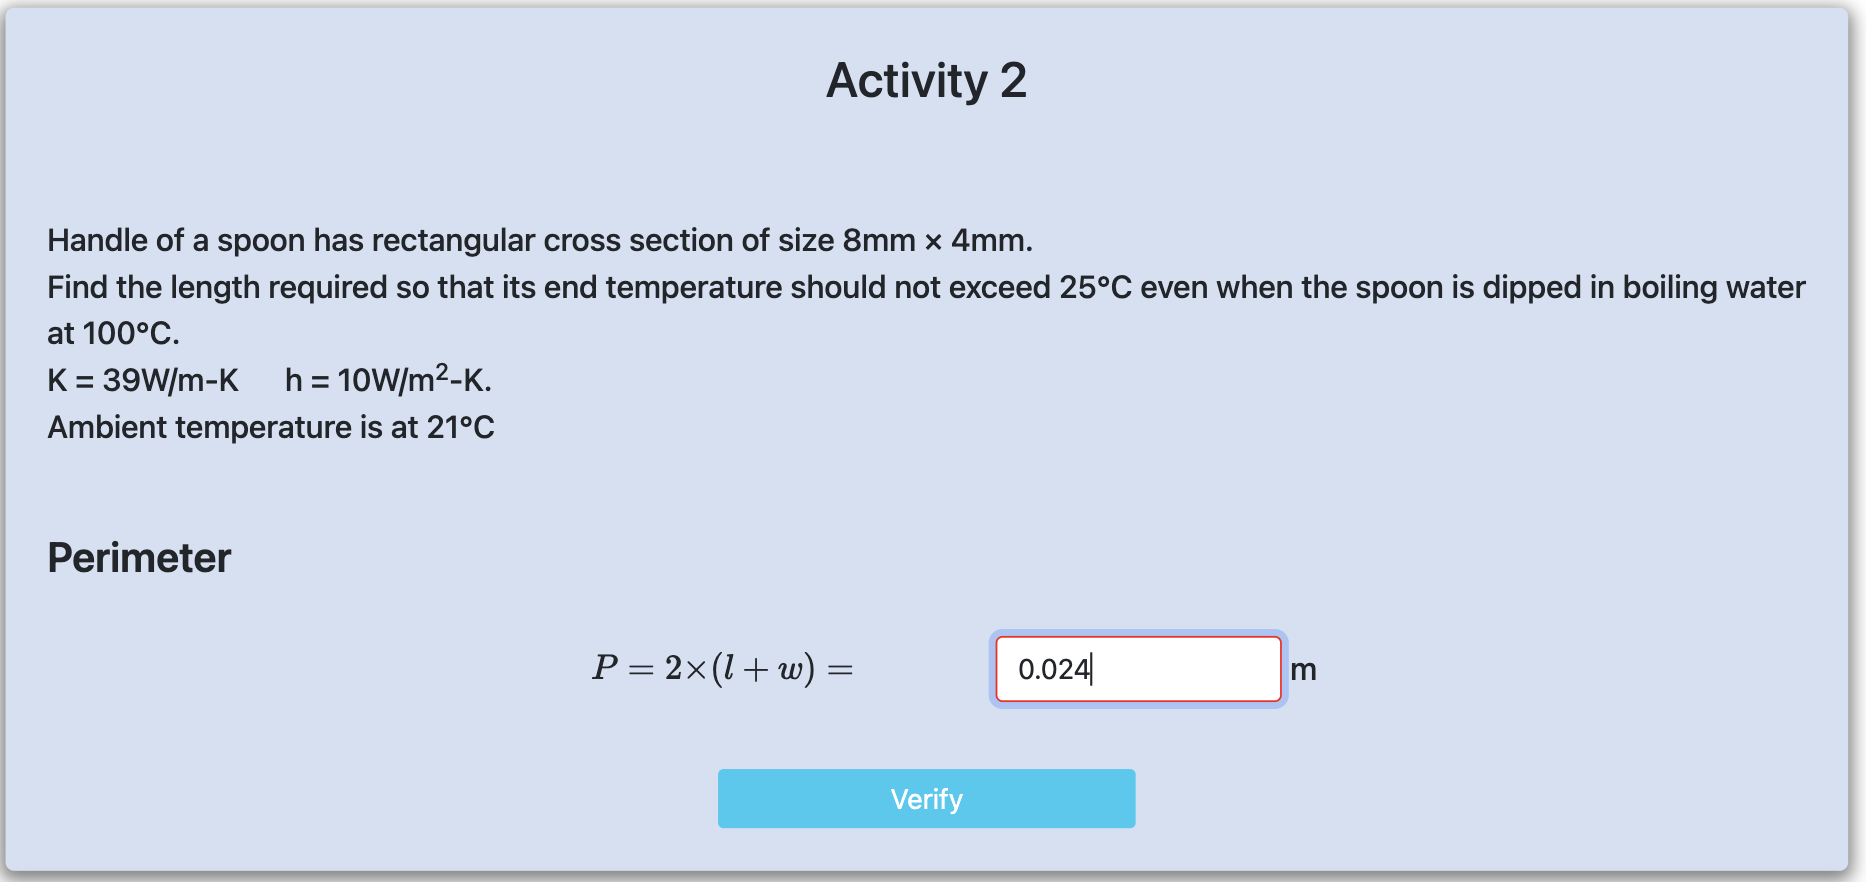 Activity 2
Handle of a spoon has rectangular cross section of size 8mm × 4mm.
Find the length required so that its end temperature should not exceed 25°C even when the spoon is dipped in boiling water
at 100°C.
K = 39W/m-K h = 10W/m²-K.
Ambient temperature is at 21°C
Perimeter
P = 2×(l + w) = 0.024 m
Verify